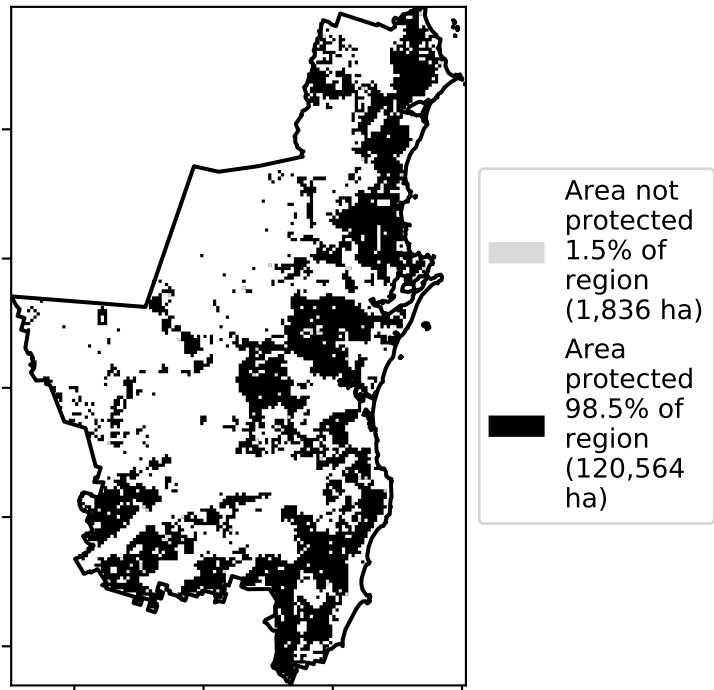 Area not
protected
1.5% of
region
(1,836 ha)
Area
protected
98.5% of
region
(120,564
ha)